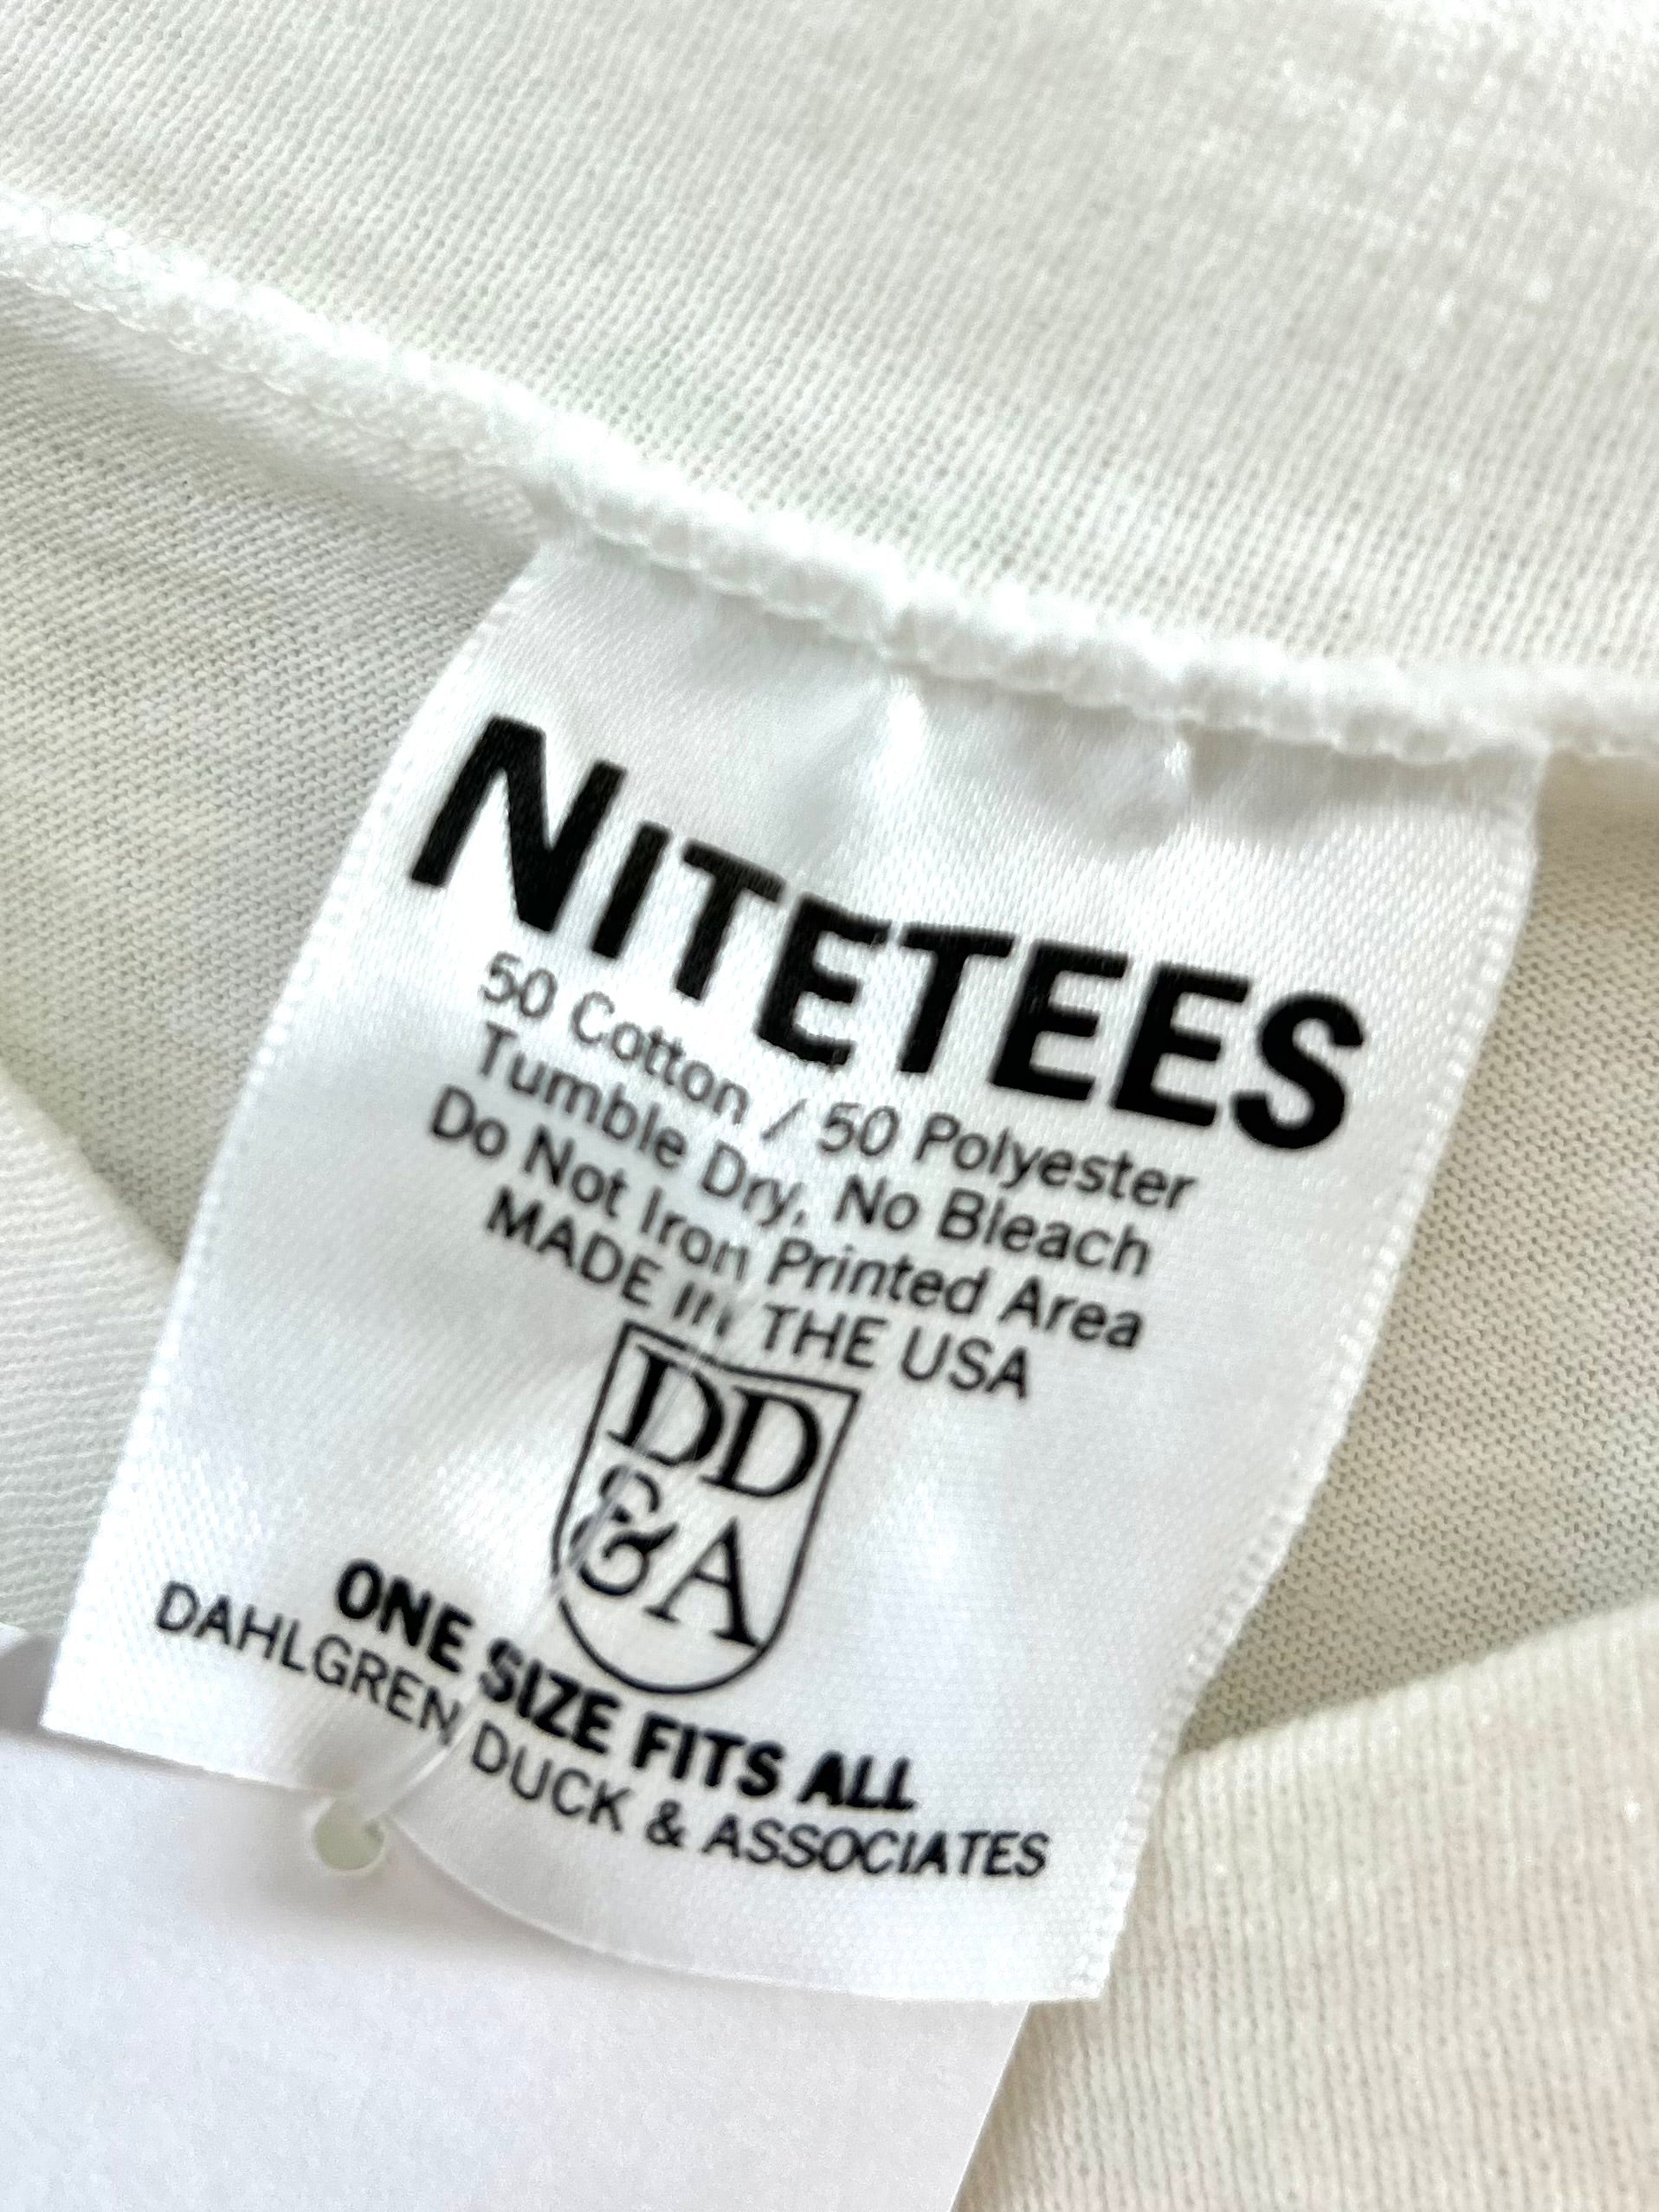 NITETEES
50 Cotton / 50 Polyester
Tumble Dry, No Bleach
Do Not Iron Printed Area
MADE IN THE USA
DD
&A
ONE SIZE FITS ALL
DAHLGREN DUCK & ASSOCIATES